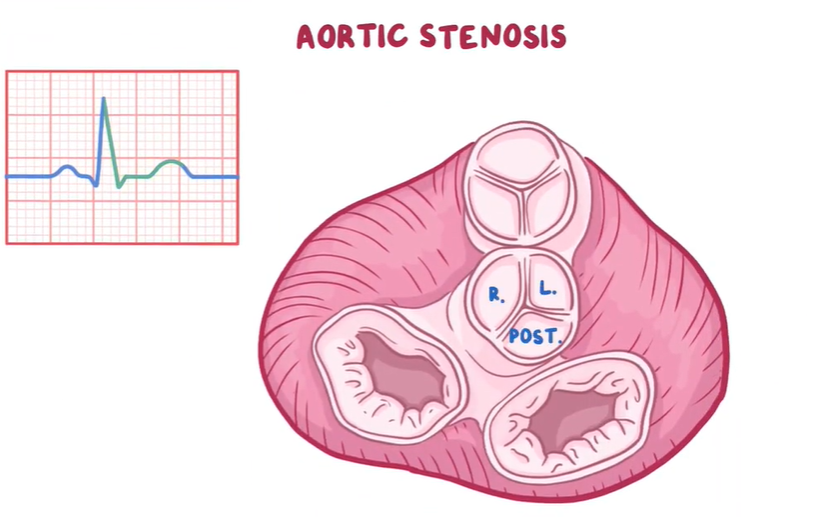 AORTIC STENOSIS
R. L.
POST.